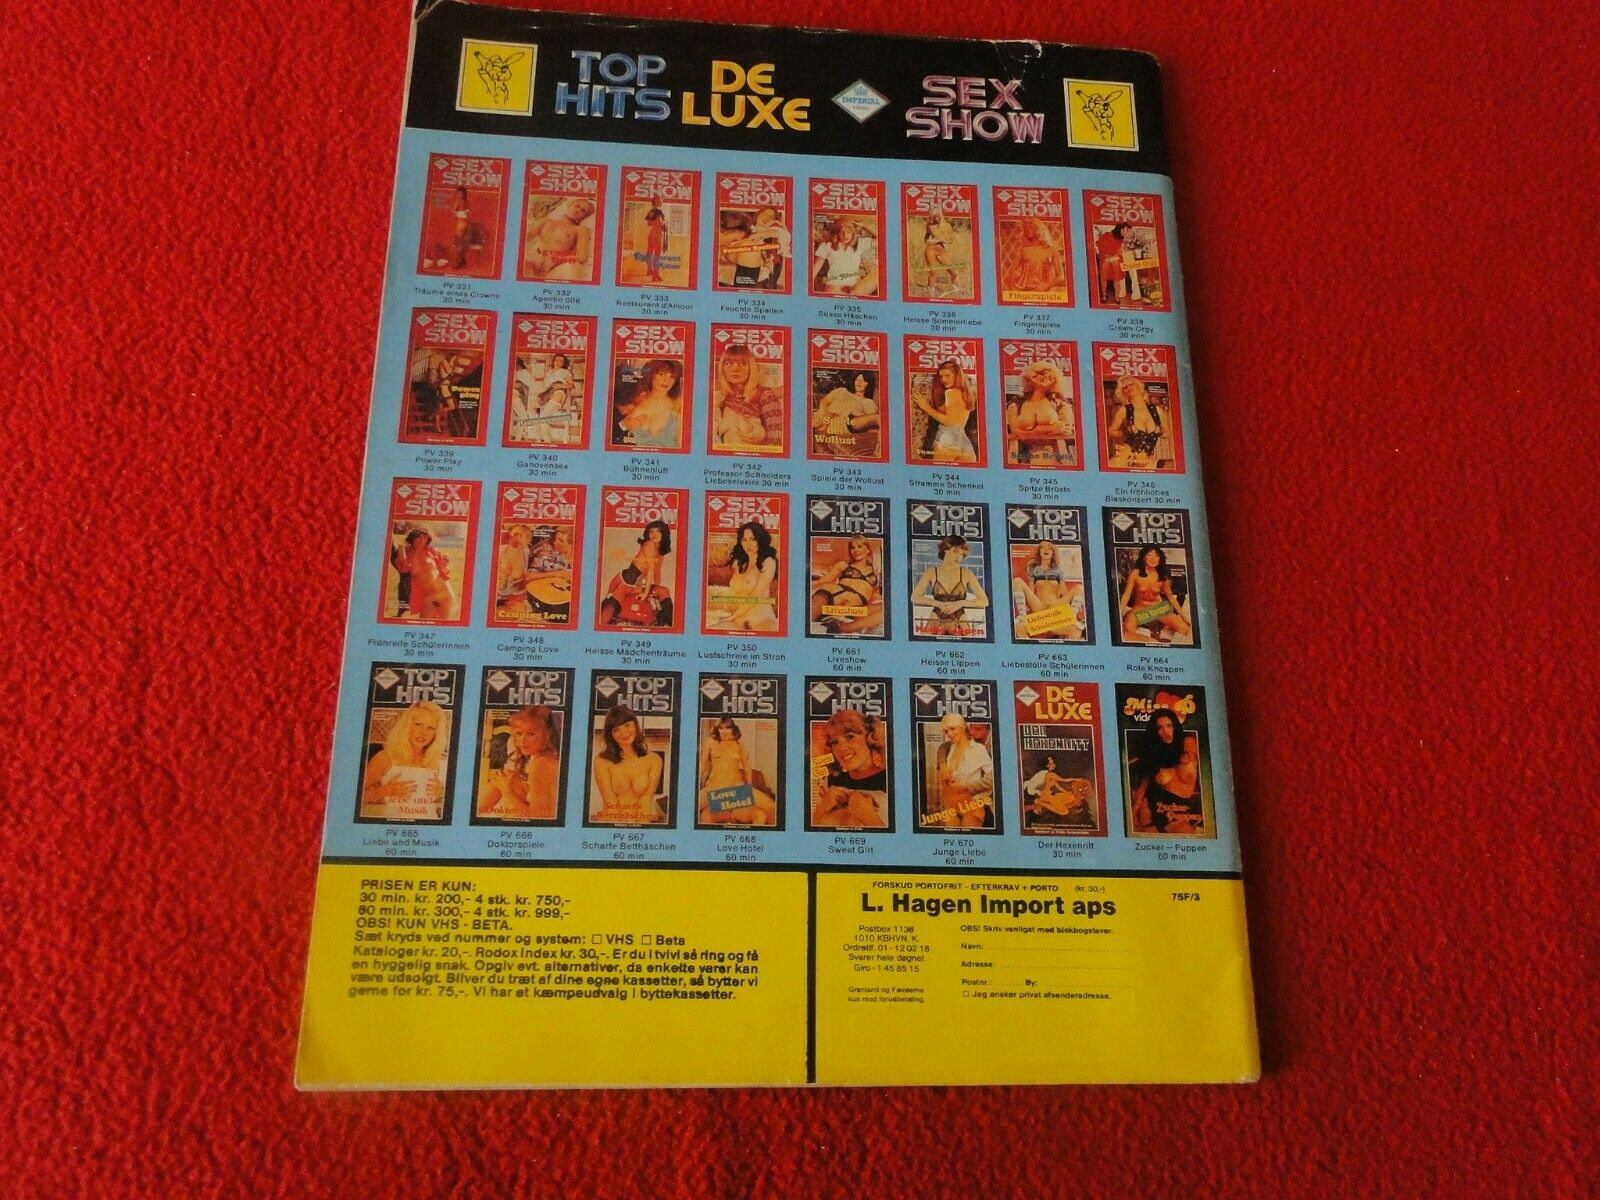 TOP HITS
DE LUXE
IMPERIAL
SEX SHOW
PV 331
Träume eines Clowns
30 min
PV 332
Agentin 006
30 min
PV 333
Restaurant d'Amour
30 min
PV 334
Feuchte Spalten
30 min
PV 335
Süsse Häschen
30 min
PV 336
Heisse Sommerliebe
30 min
PV 337
Fingerspiele
30 min
PV 338
Cream Orgy
30 min
PV 339
Power Play
30 min
PV 340
Ganovensex
30 min
PV 341
Bühnenluft
30 min
PV 342
Professor Schneiders
Liebeselexier 30 min
PV 343
Spiele der Wollust
30 min
PV 344
Stramme Schenkel
30 min
PV 345
Spitze Brüste
30 min
PV 346
Ein fröhliches
Blaskonzert 30 min
PV 347
Frühreife Schülerinnen
30 min
PV 348
Camping Love
30 min
PV 349
Heisse Mädchenträume
30 min
PV 350
Lustschreie im Stroh
30 min
PV 661
Liveshow
60 min
PV 662
Heisse Lippen
60 min
PV 663
Liebestolle Schülerinnen
60 min
PV 664
Rote Knospen
60 min
PV 665
Liebe und Musik
60 min
PV 666
Doktorspiele
60 min
PV 667
Scharfe Betthäschen
60 min
PV 668
Love Hotel
60 min
PV 669
Sweet Girl
PV 670
Junge Liebe
60 min
Der Hexenritt
30 min
Zucker - Puppen
60 min
PRISEN ER KUN:
30 min. kr. 200,- 4 stk. kr. 750,-
60 min. kr. 300,- 4 stk. kr. 999,-
OBS! KUN VHS - BETA.
Sæt kryds ved nummer og system: ☐ VHS ☐ Beta
Kataloger kr. 20,-. Rodox index kr. 30,-. Er du i tvivl så ring og få
en hyggelig snak. Opgiv evt. alternativer, da enkelte varer kan
være udsolgt. Bliver du træt af dine egne kassetter, så bytter vi
gerne for kr. 75,-. Vi har et kæmpeudvalg i byttekassetter.
FORSKUD PORTOFRIT - EFTERKRAV + PORTO (kr. 30,-)
75F/3
L. Hagen Import aps
Postbox 1136
1010 KBHVN. K.
Ordretlf. 01 - 12 02 18
Svarer hele døgnet
Giro - 1 45 85 15
Grønland og Færøerne
kun mod forudbetaling.
OBS! Skriv venligst med blokbogstaver.
Navn:
Adresse:
Postnr.: By:
☐ Jeg ønsker privat afsenderadresse.